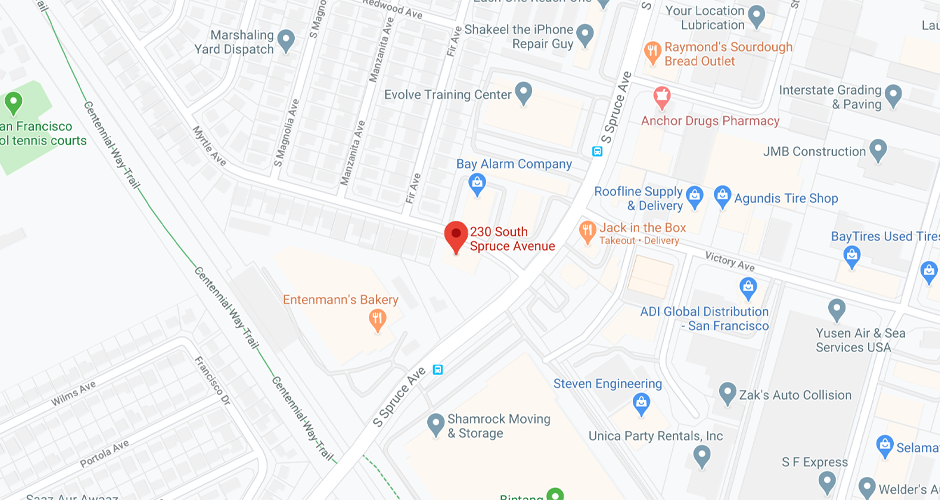 Redwood Ave
Each One Reach One
Your Location
Lubrication
S Magnolia Ave
Marshaling
Yard Dispatch
Manzanita Ave
Fir Ave
Shakeel the iPhone
Repair Guy
Raymond's Sourdough
Bread Outlet
Evolve Training Center
S Spruce Ave
Interstate Grading
& Paving
Centennial-Way-Trail
an Francisco
ol tennis courts
Myrtle Ave
S Magnolia Ave
Manzanita Ave
Anchor Drugs Pharmacy
JMB Construction
Bay Alarm Company
Fir Ave
Roofline Supply
& Delivery
Agundis Tire Shop
230 South
Spruce Avenue
Jack in the Box
Takeout • Delivery
BayTires Used Tires
Victory Ave
Centennial-Way-Trail
Entenmann's Bakery
ADI Global Distribution
- San Francisco
Yusen Air & Sea
Services USA
Wilms Ave
Francisco Dr
Centennial-Way-Trail
S Spruce Ave
Steven Engineering
Zak's Auto Collision
Shamrock Moving
& Storage
Unica Party Rentals, Inc
Portola Ave
Selama
S F Express
Welder's A
Bintang